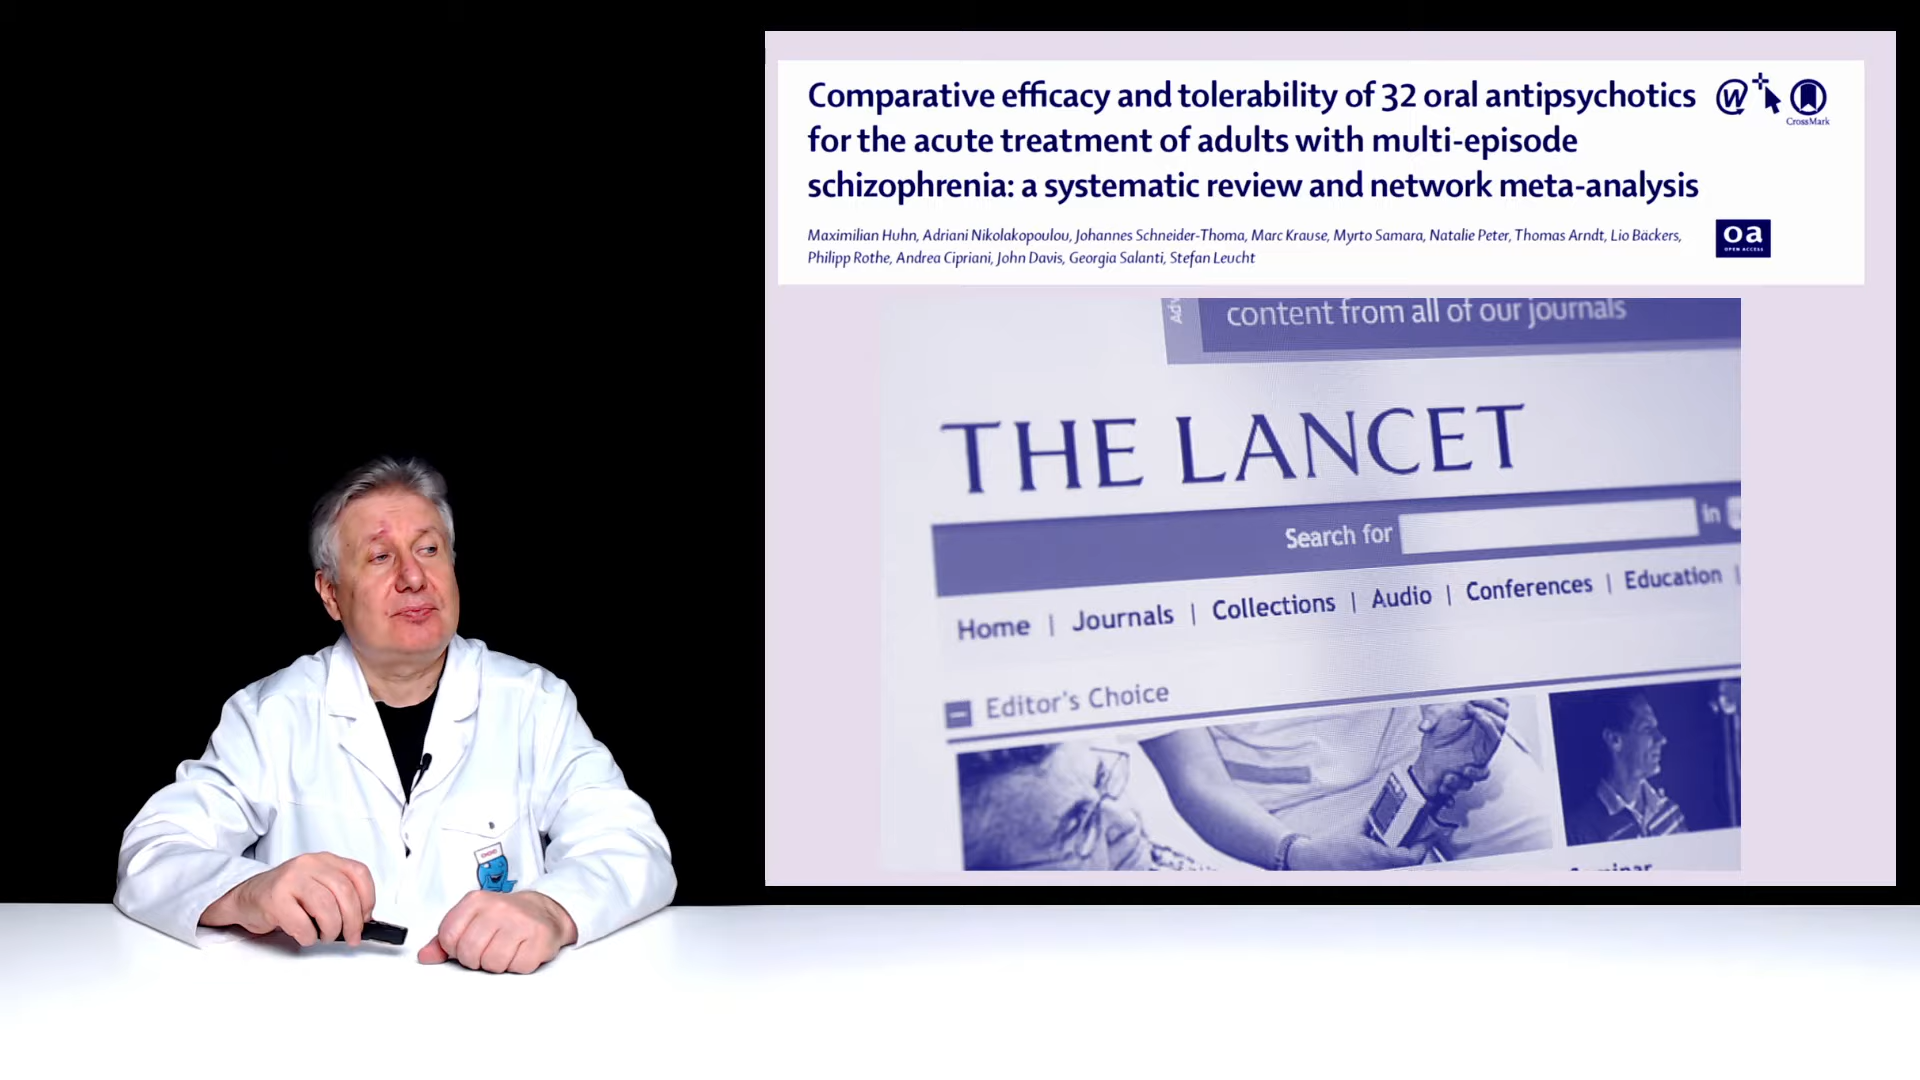 Comparative efficacy and tolerability of 32 oral antipsychotics
for the acute treatment of adults with multi-episode
schizophrenia: a systematic review and network meta-analysis
CrossMark
Maximilian Huhn, Adriani Nikolakopoulou, Johannes Schneider-Thoma, Marc Krause, Myrto Samara, Natalie Peter, Thomas Arndt, Lio Bäckers,
Philipp Rothe, Andrea Cipriani, John Davis, Georgia Salanti, Stefan Leucht
oa
OPEN ACCESS
content from all of our journals
THE LANCET
Search for
in
Home | Journals | Collections | Audio | Conferences | Education |
Editor's Choice